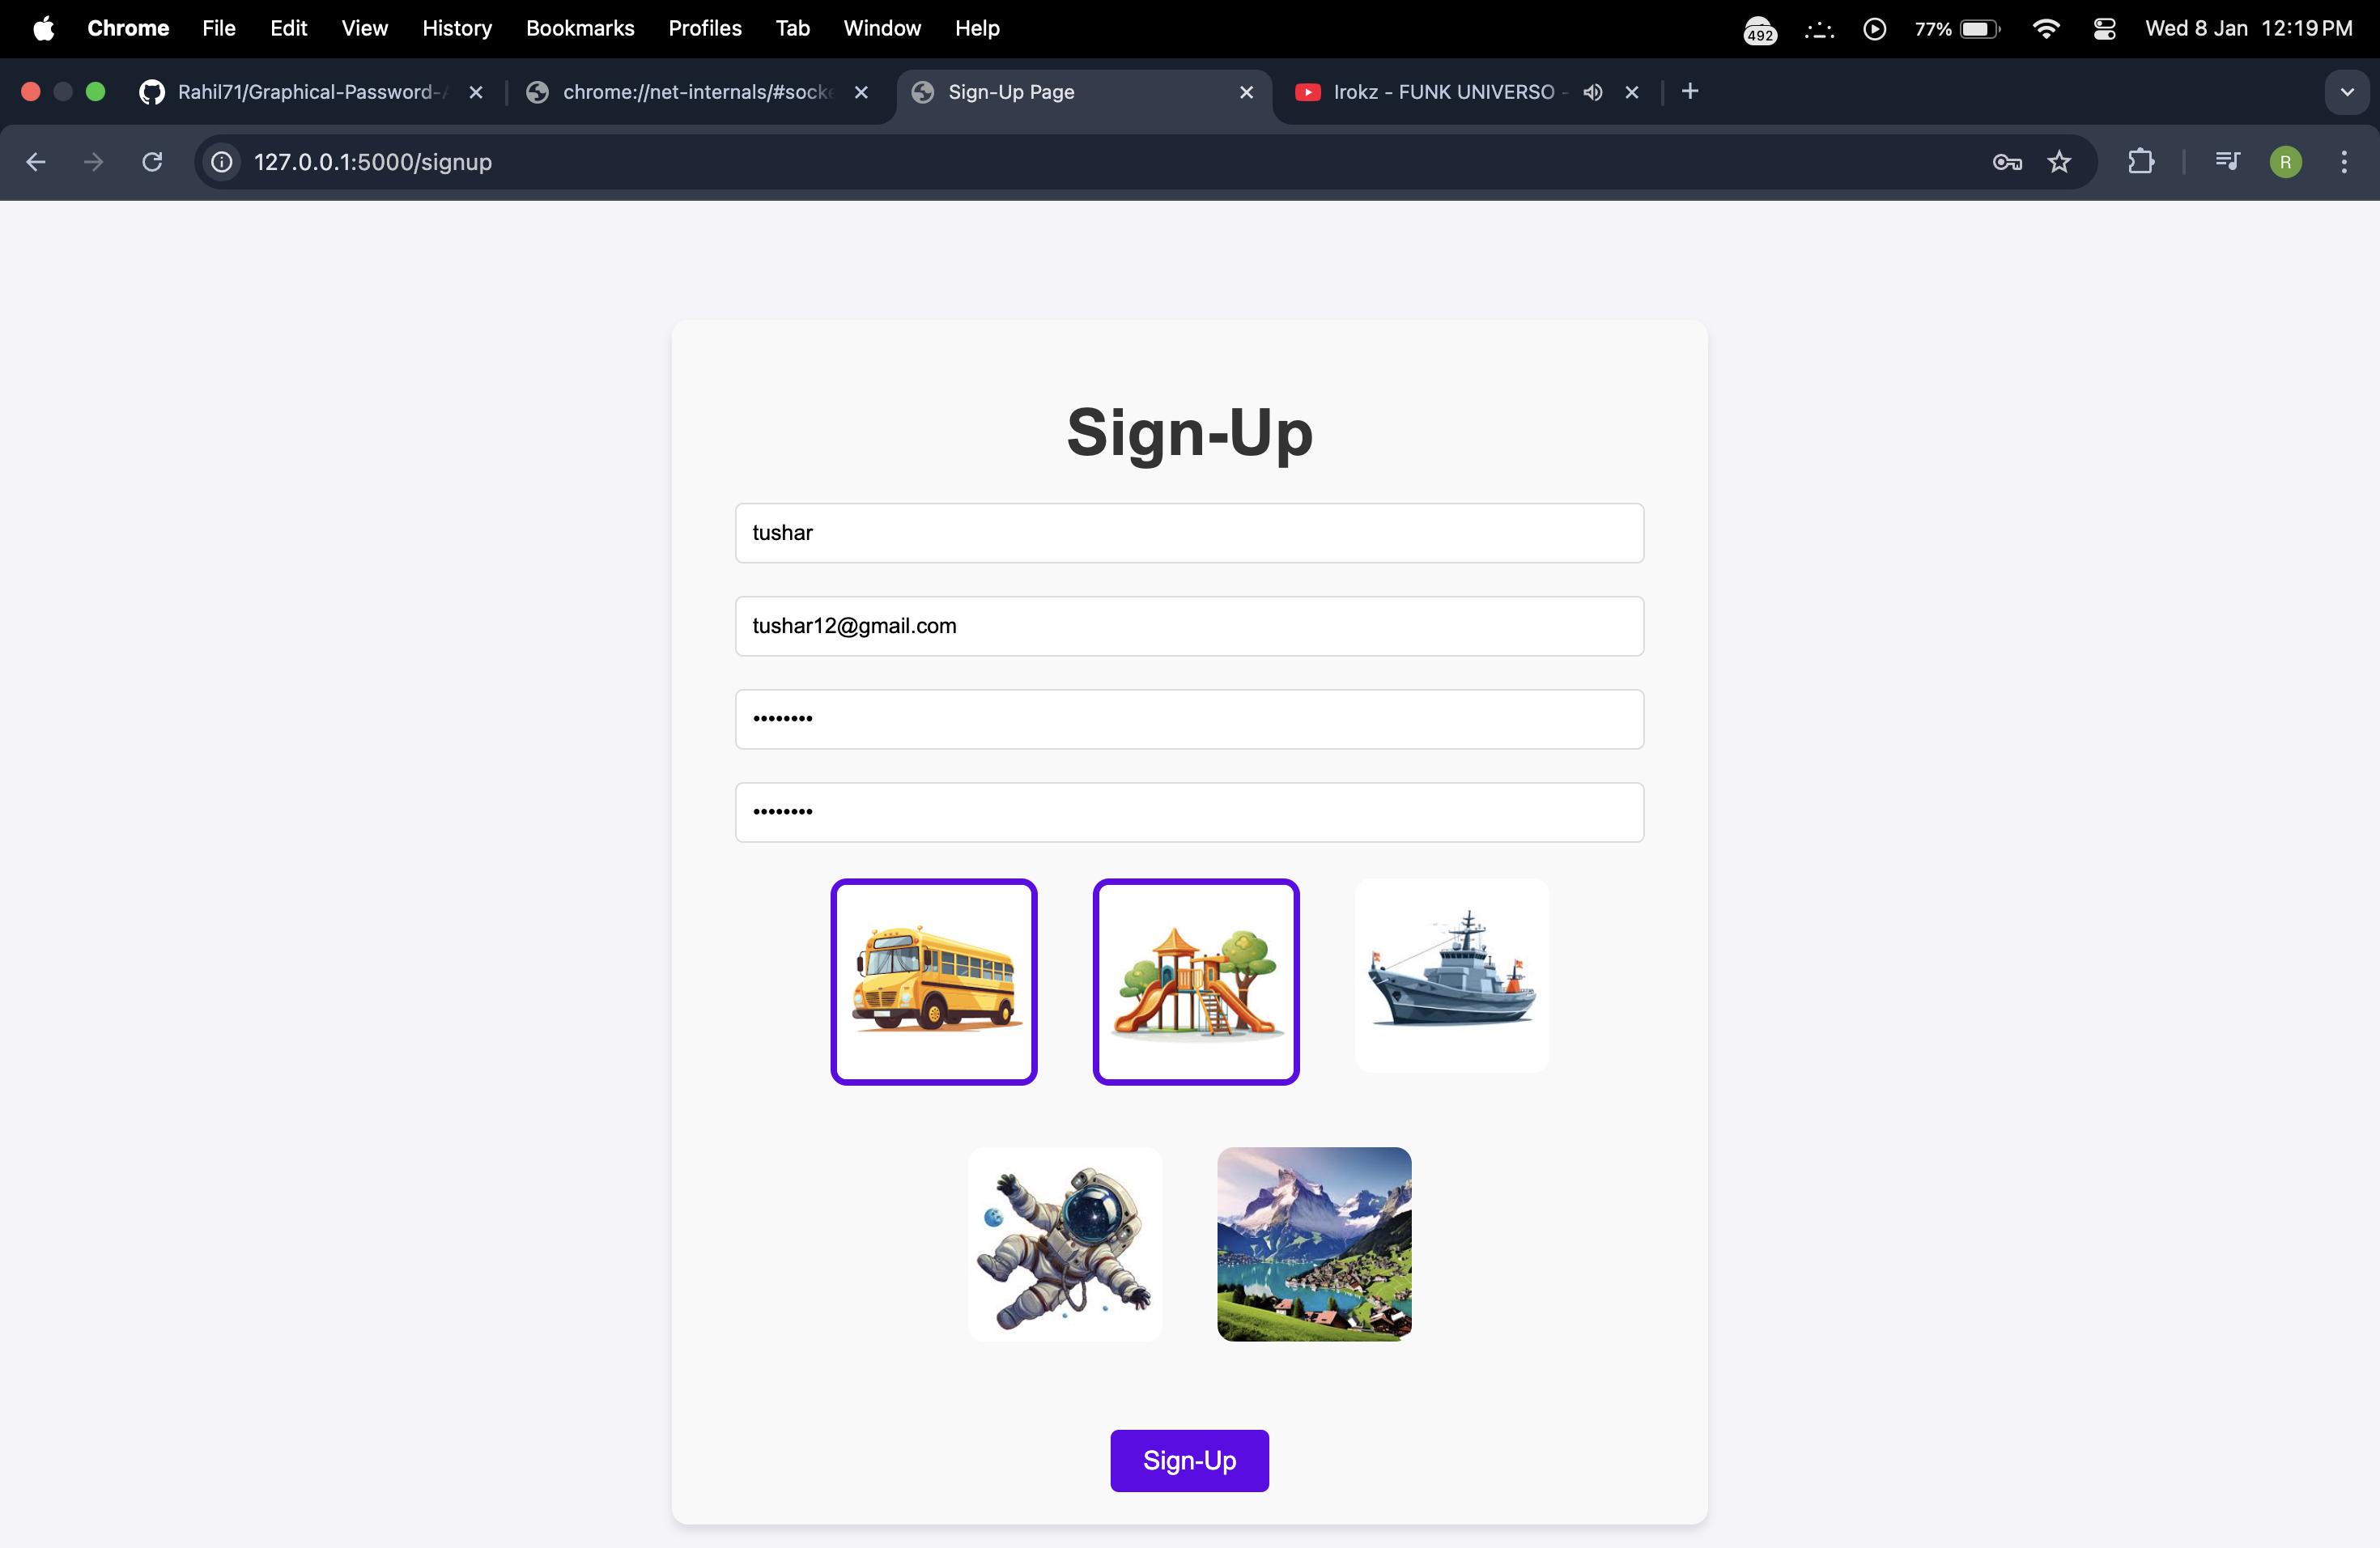 Chrome File Edit View History Bookmarks Profiles Tab Window Help 492 77% Wed 8 Jan 12:19 PM
Rahil71/Graphical-Password- chrome://net-internals/#socke Sign-Up Page Irokz - FUNK UNIVERSO -
127.0.0.1:5000/signup R
Sign-Up
tushar
tushar12@gmail.com
••••••••
••••••••
Sign-Up